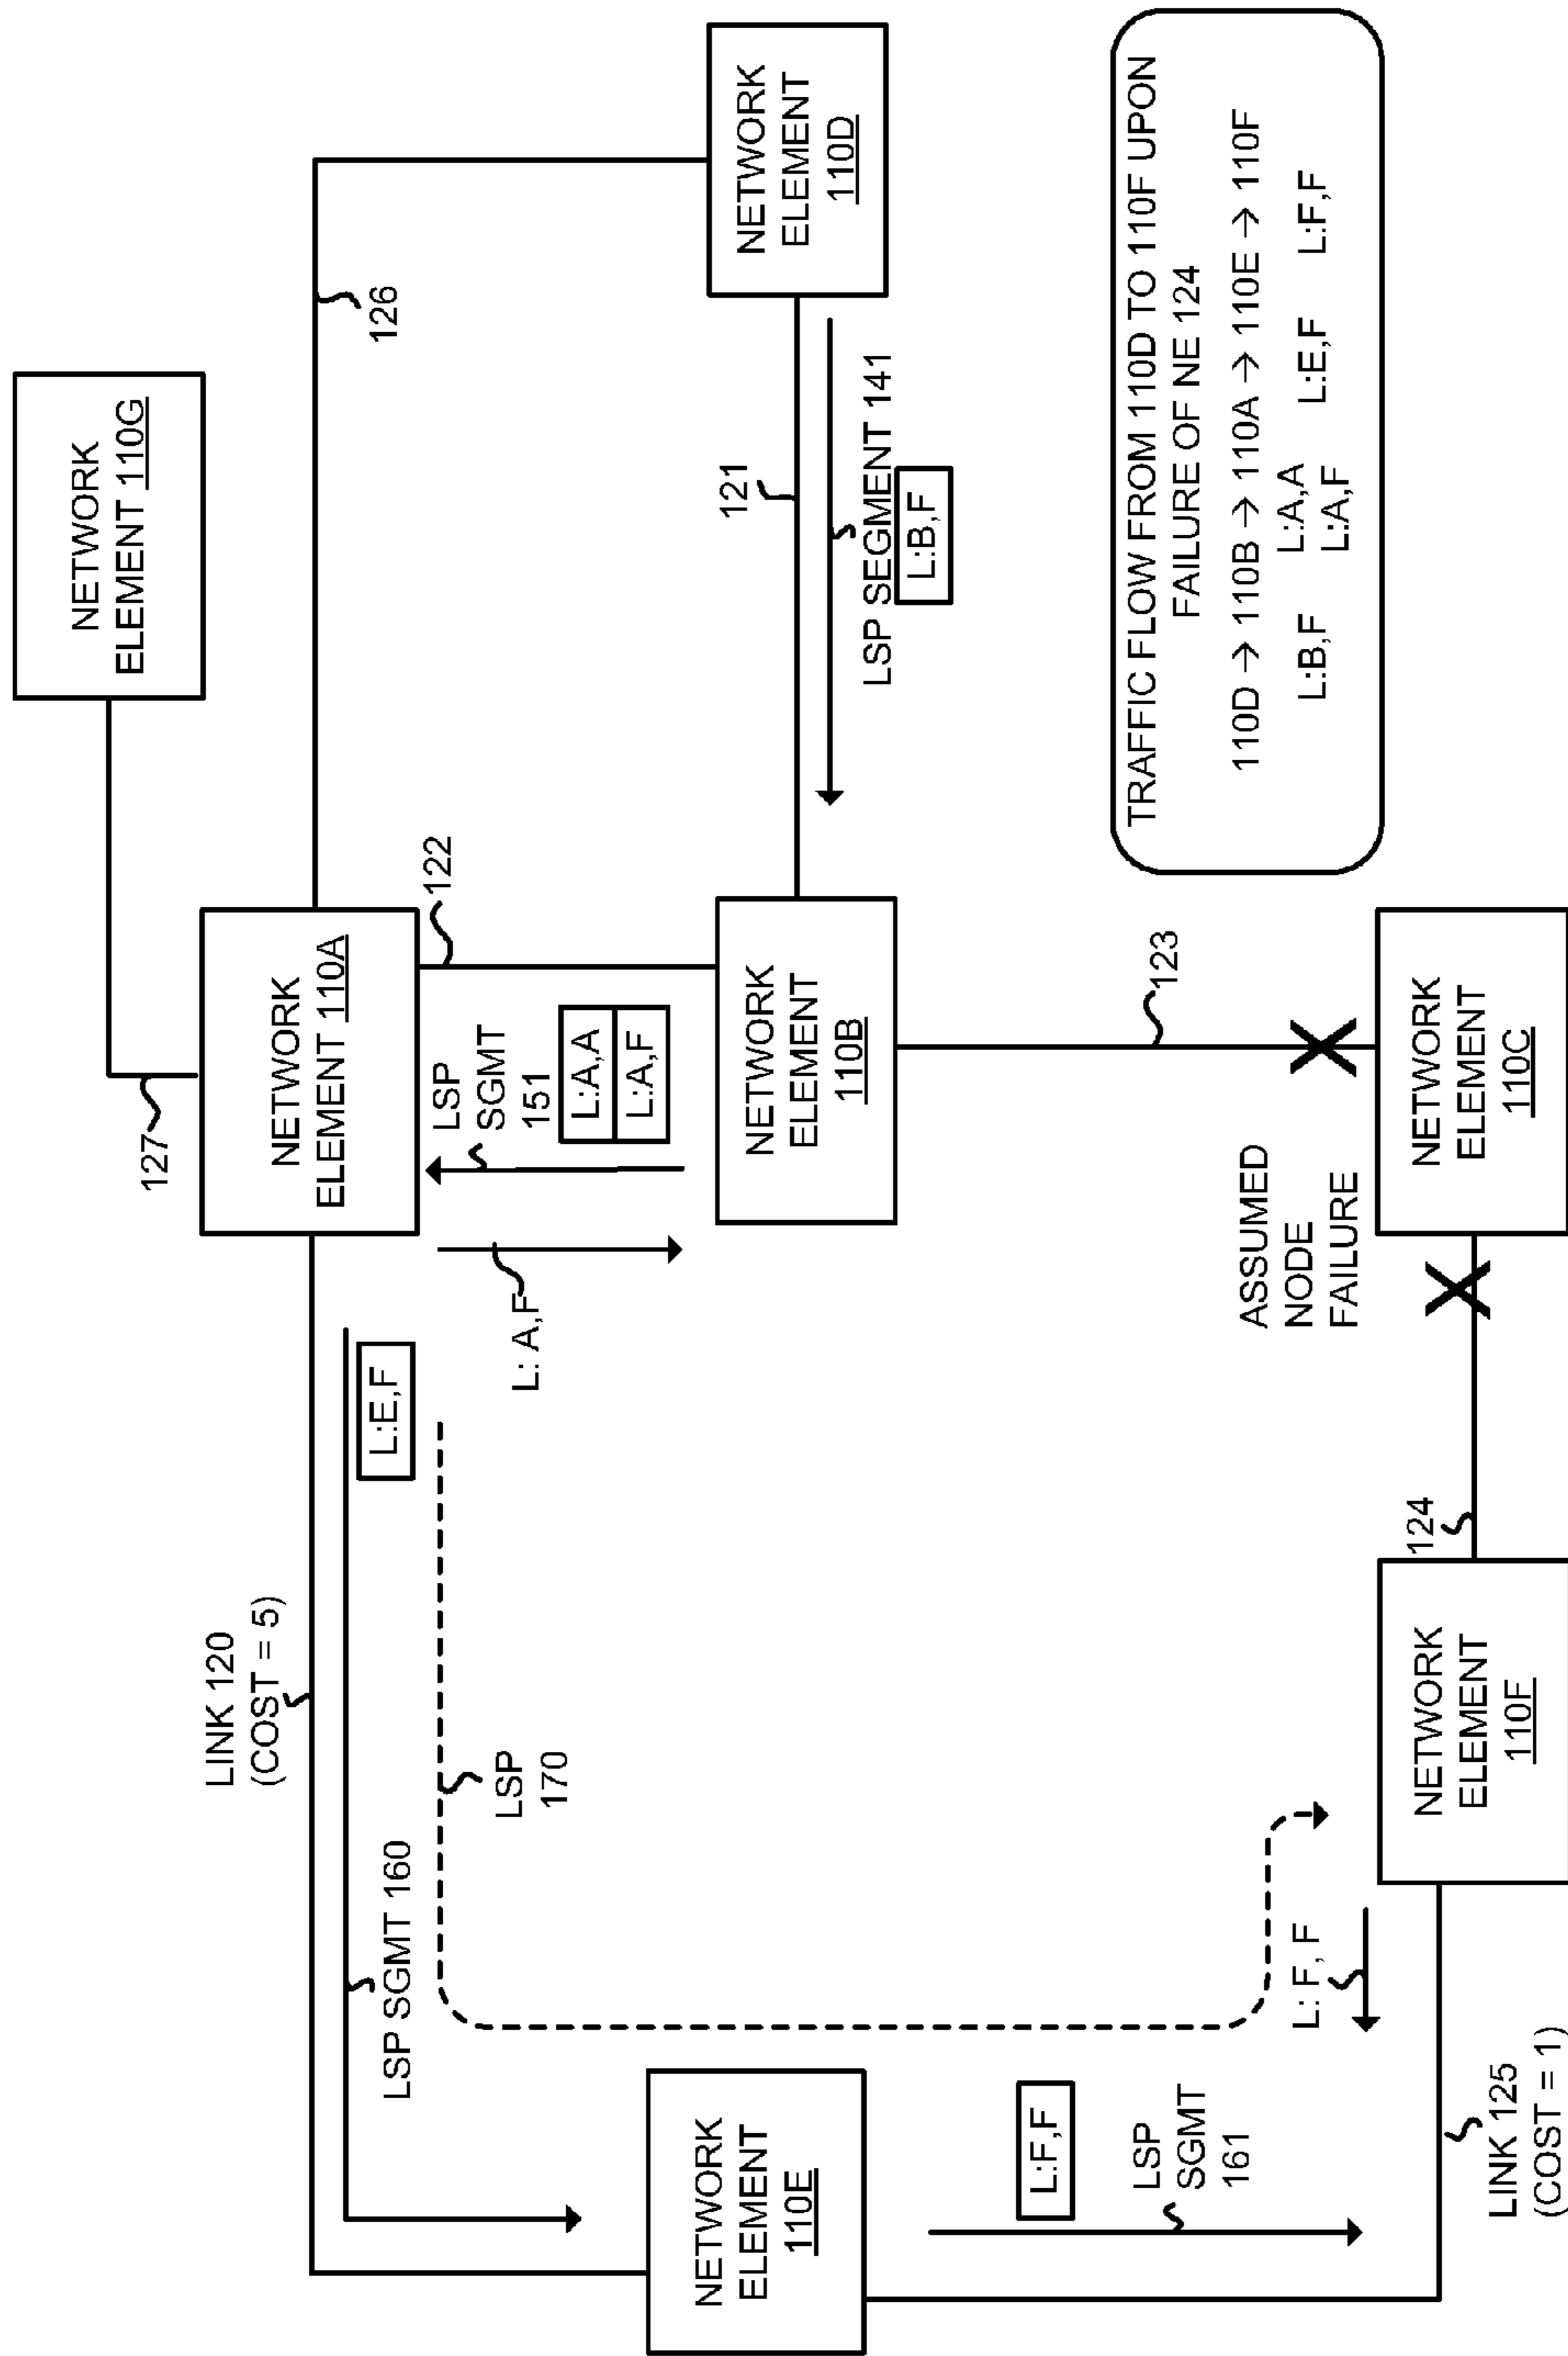 NETWORK
ELEMENT 110G
127
126
NETWORK
ELEMENT 110A
LINK 120
(COST = 5)
LSP SGMT 160
L:E,F
LSP
170
L: A,F
LSP
SGMT
151
L:A,A
L:A,F
122
NETWORK
ELEMENT
110D
121
LSP SEGMENT 141
L:B,F
NETWORK
ELEMENT
110B
NETWORK
ELEMENT
110E
L:F,F
LSP
SGMT
161
L: F, F
LINK 125
(COST = 1)
NETWORK
ELEMENT
110F
124
ASSUMED
NODE
FAILURE
123
NETWORK
ELEMENT
110C
TRAFFIC FLOW FROM 110D TO 110F UPON
FAILURE OF NE 124
110D → 110B → 110A → 110E → 110F
L:B,F L:A,A L:E,F L:F,F
L:A,F